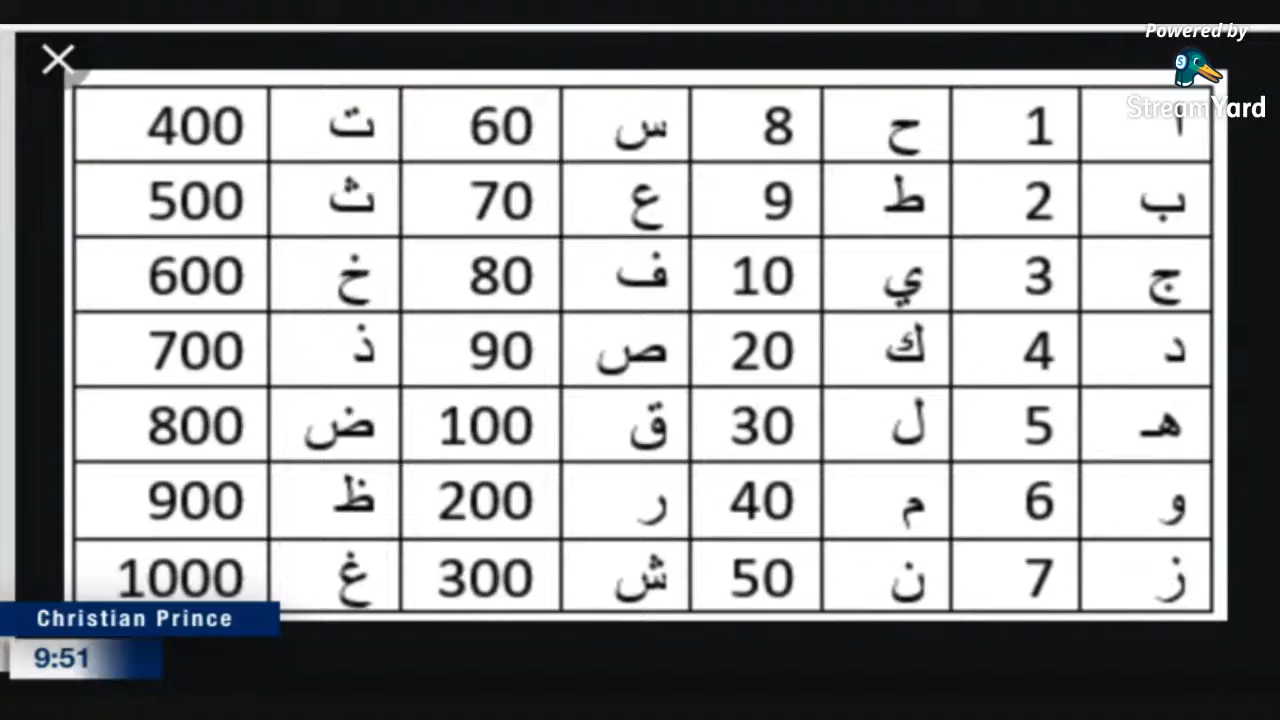 Powered by
StreamYard
ا 1 ح 8 س 60 ت 400
ب 2 ط 9 ع 70 ث 500
ج 3 ي 10 ف 80 خ 600
د 4 ك 20 ص 90 ذ 700
هـ 5 ل 30 ق 100 ض 800
و 6 م 40 ر 200 ظ 900
ز 7 ن 50 ش 300 غ 1000
Christian Prince
9:51